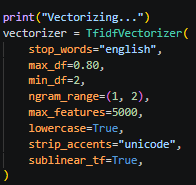 print("Vectorizing...")
vectorizer = TfidfVectorizer(
    stop_words="english",
    max_df=0.80,
    min_df=2,
    ngram_range=(1, 2),
    max_features=5000,
    lowercase=True,
    strip_accents="unicode",
    sublinear_tf=True,
)